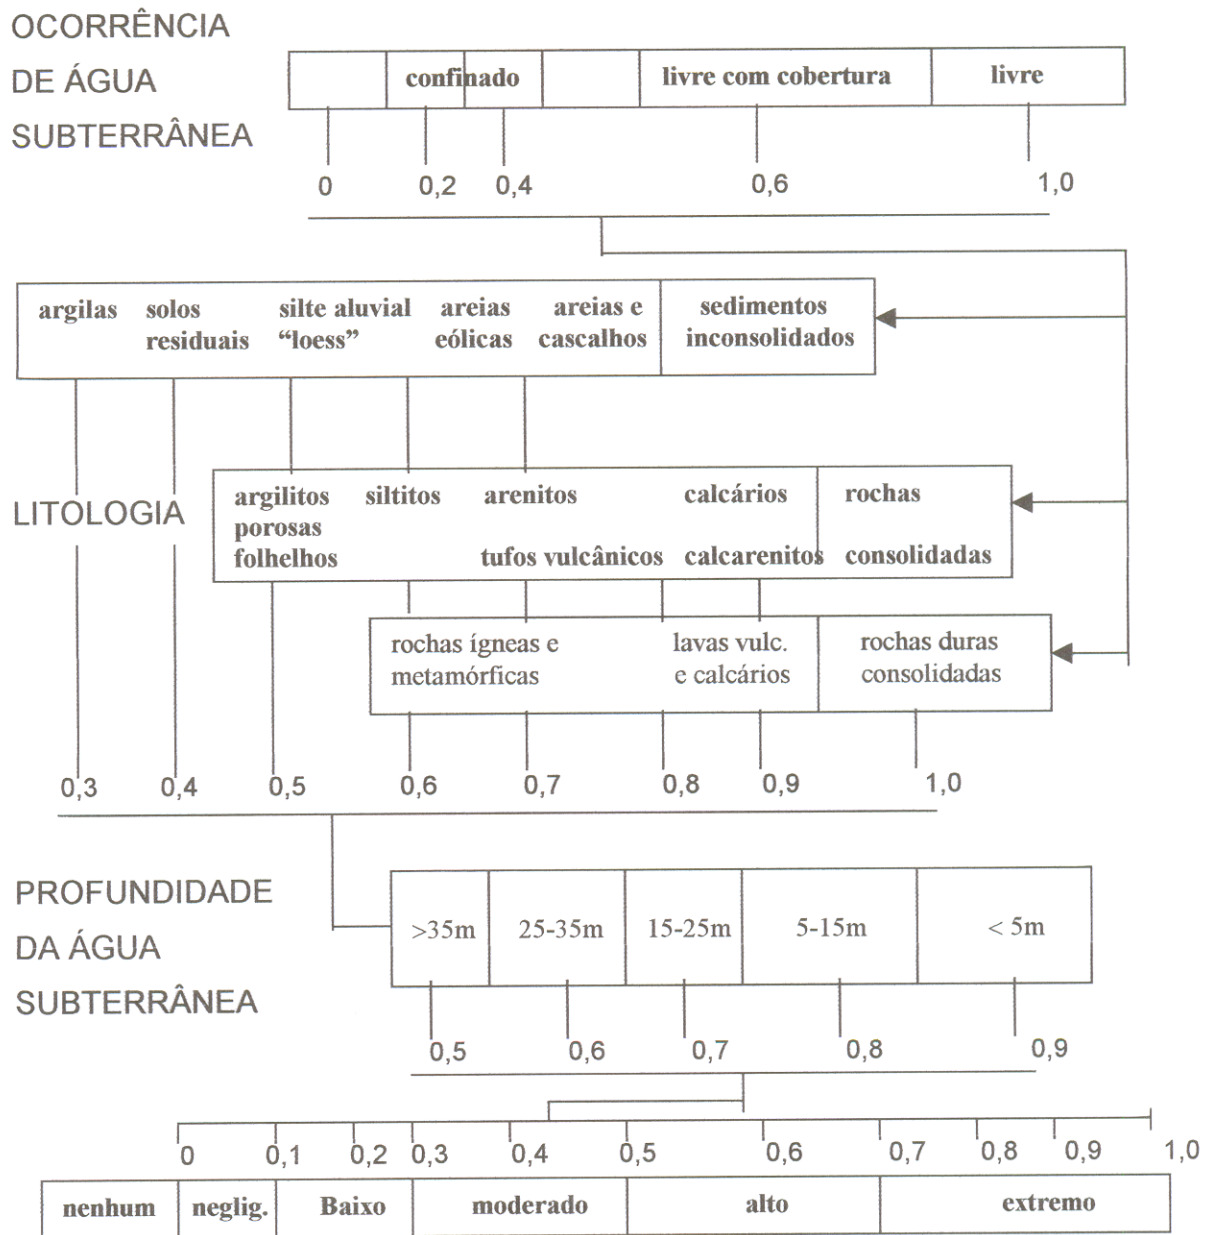 OCORRÊNCIA
DE ÁGUA
SUBTERRÂNEA
confinado
livre com cobertura
livre
0
0,2
0,4
0,6
1,0
argilas
solos
residuais
silte aluvial
“loess”
areias
eólicas
areias e
cascalhos
sedimentos
inconsolidados
LITOLOGIA
argilitos
porosas
folhelhos
siltitos
arenitos
tufos vulcânicos
calcários
calcarenitos
rochas
consolidadas
rochas ígneas e
metamórficas
lavas vulc.
e calcários
rochas duras
consolidadas
0,3
0,4
0,5
0,6
0,7
0,8
0,9
1,0
PROFUNDIDADE
DA ÁGUA
SUBTERRÂNEA
>35m
25-35m
15-25m
5-15m
< 5m
0,5
0,6
0,7
0,8
0,9
0
0,1
0,2
0,3
0,4
0,5
0,6
0,7
0,8
0,9
1,0
nenhum
neglig.
Baixo
moderado
alto
extremo